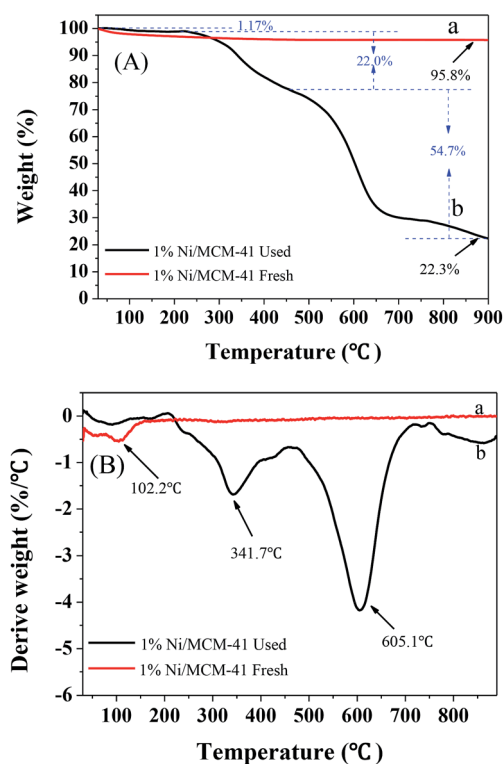 100
90
80
70
60
50
40
30
20
10
0
Weight (%)
(A)
1.17%
a
22.0%
95.8%
54.7%
b
22.3%
1% Ni/MCM-41 Used
1% Ni/MCM-41 Fresh
100 200 300 400 500 600 700 800 900
Temperature (℃)
0
-1
-2
-3
-4
-5
-6
Derive weight (%/℃)
a
b
(B)
102.2℃
341.7℃
605.1℃
1% Ni/MCM-41 Used
1% Ni/MCM-41 Fresh
100 200 300 400 500 600 700 800
Temperature (℃)